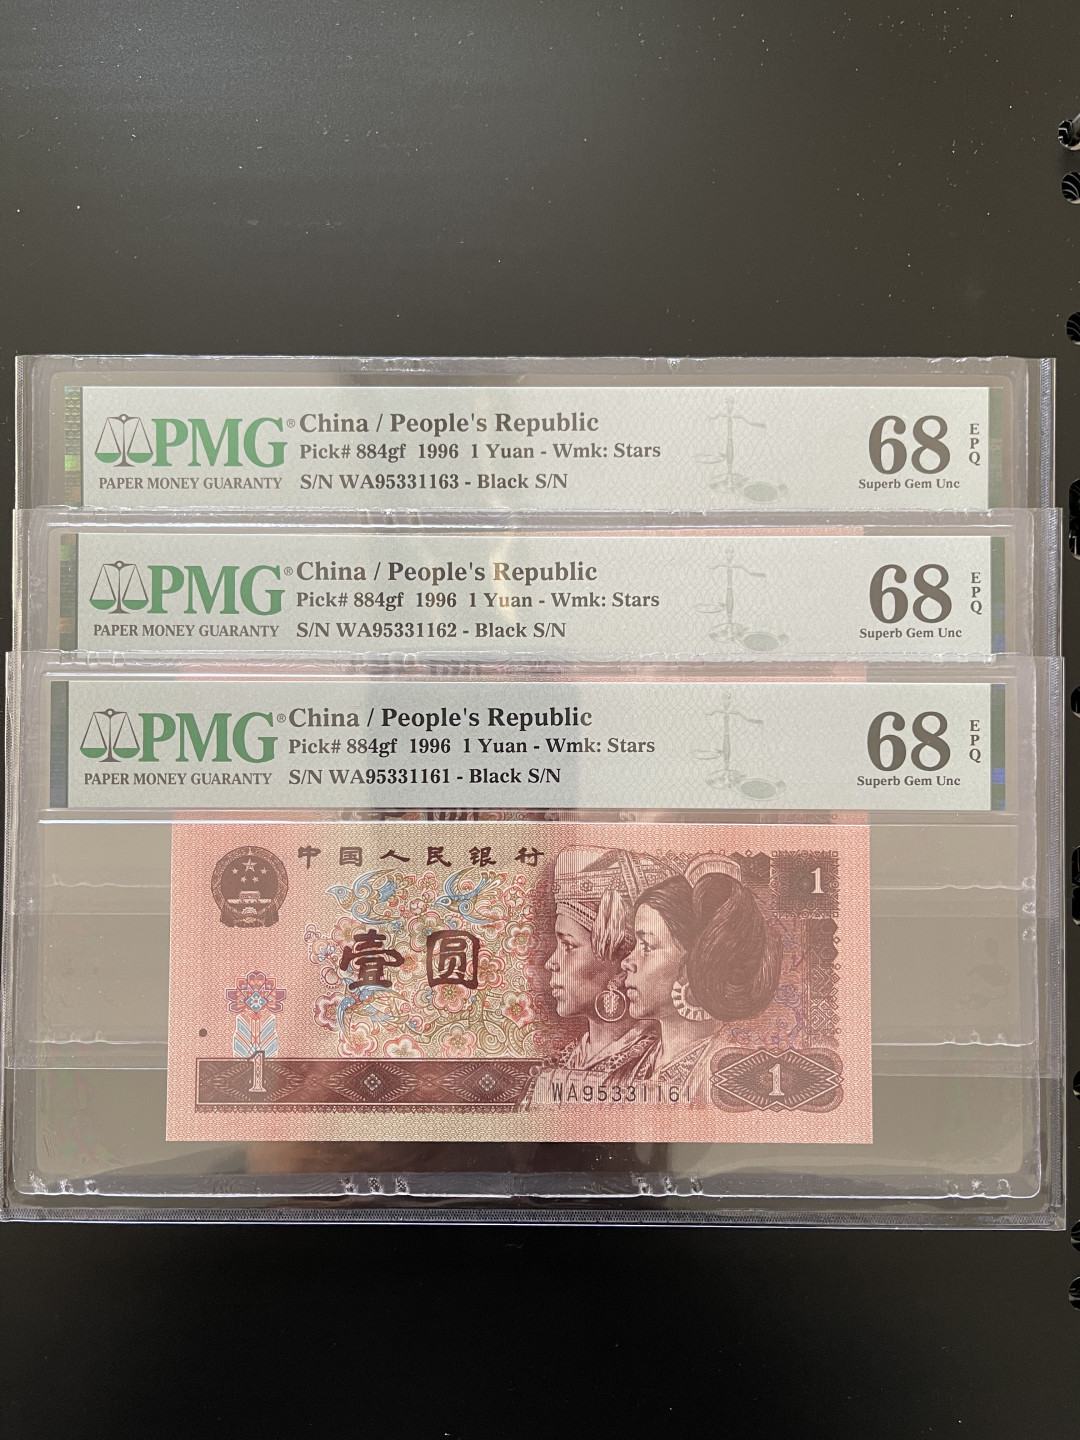 PMG® China / People's Republic
Pick# 884gf 1996 1 Yuan - Wmk: Stars
PAPER MONEY GUARANTY S/N WA95331163 - Black S/N
68 EPQ
Superb Gem Unc
PMG® China / People's Republic
Pick# 884gf 1996 1 Yuan - Wmk: Stars
PAPER MONEY GUARANTY S/N WA95331162 - Black S/N
68 EPQ
Superb Gem Unc
PMG® China / People's Republic
Pick# 884gf 1996 1 Yuan - Wmk: Stars
PAPER MONEY GUARANTY S/N WA95331161 - Black S/N
68 EPQ
Superb Gem Unc
中国人民银行
1
壹圆
1
WA95331161
1